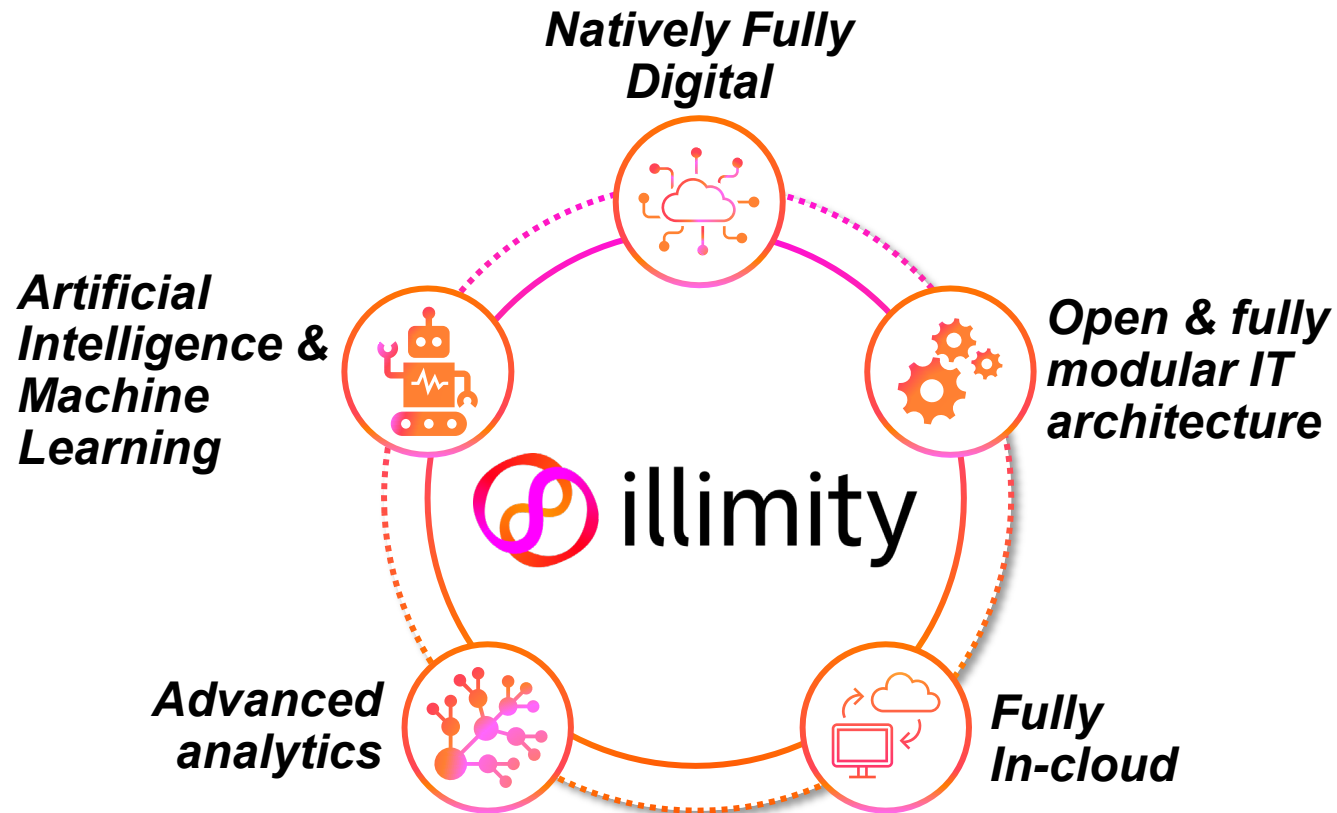 Natively Fully
Digital
Artificial
Intelligence &
Machine
Learning
Open & fully
modular IT
architecture
illimity
Advanced
analytics
Fully
In-cloud